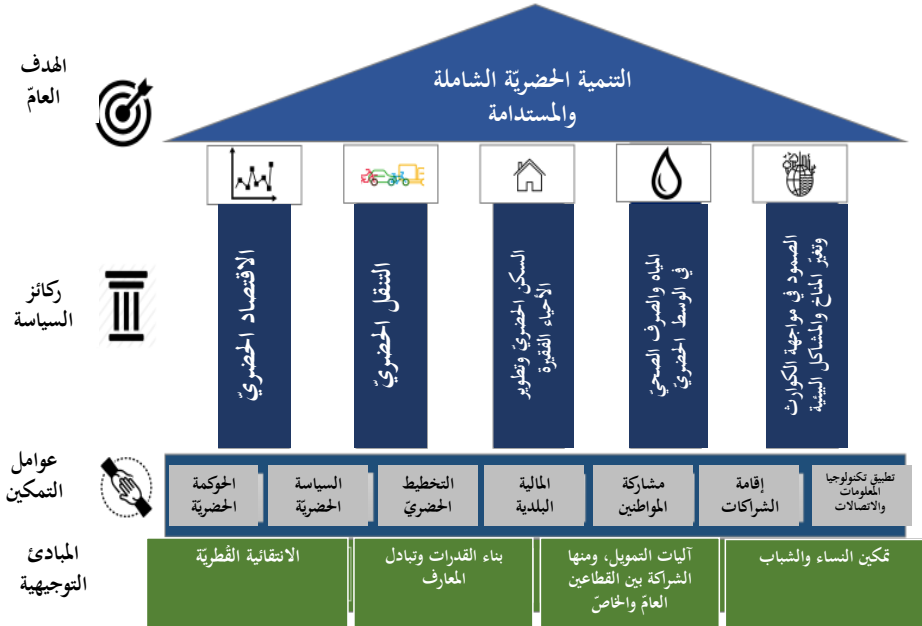 الهدف
العامّ
التنمية الحضريّة الشاملة
والمستدامة
ركائز
السياسة
الصمود في مواجهة الكوارث
وتغيّر المناخ والمشاكل البيئية
المياه والصرف الصحيّ
في الوسط الحضريّ
السكن الحضريّ وتطوير
الأحياء الفقيرة
التنقل الحضريّ
الاقتصاد الحضريّ
عوامل
التمكين
تطبيق تكنولوجيا
المعلومات
والاتصالات
إقامة
الشراكات
مشاركة
المواطنين
المالية
البلدية
التخطيط
الحضريّ
السياسة
الحضريّة
الحوكمة
الحضريّة
المبادئ
التوجيهية
تمكين النساء والشباب
آليات التمويل، ومنها
الشراكة بين القطاعين
العامّ والخاصّ
بناء القدرات وتبادل
المعارف
الانتقائية القُطريّة